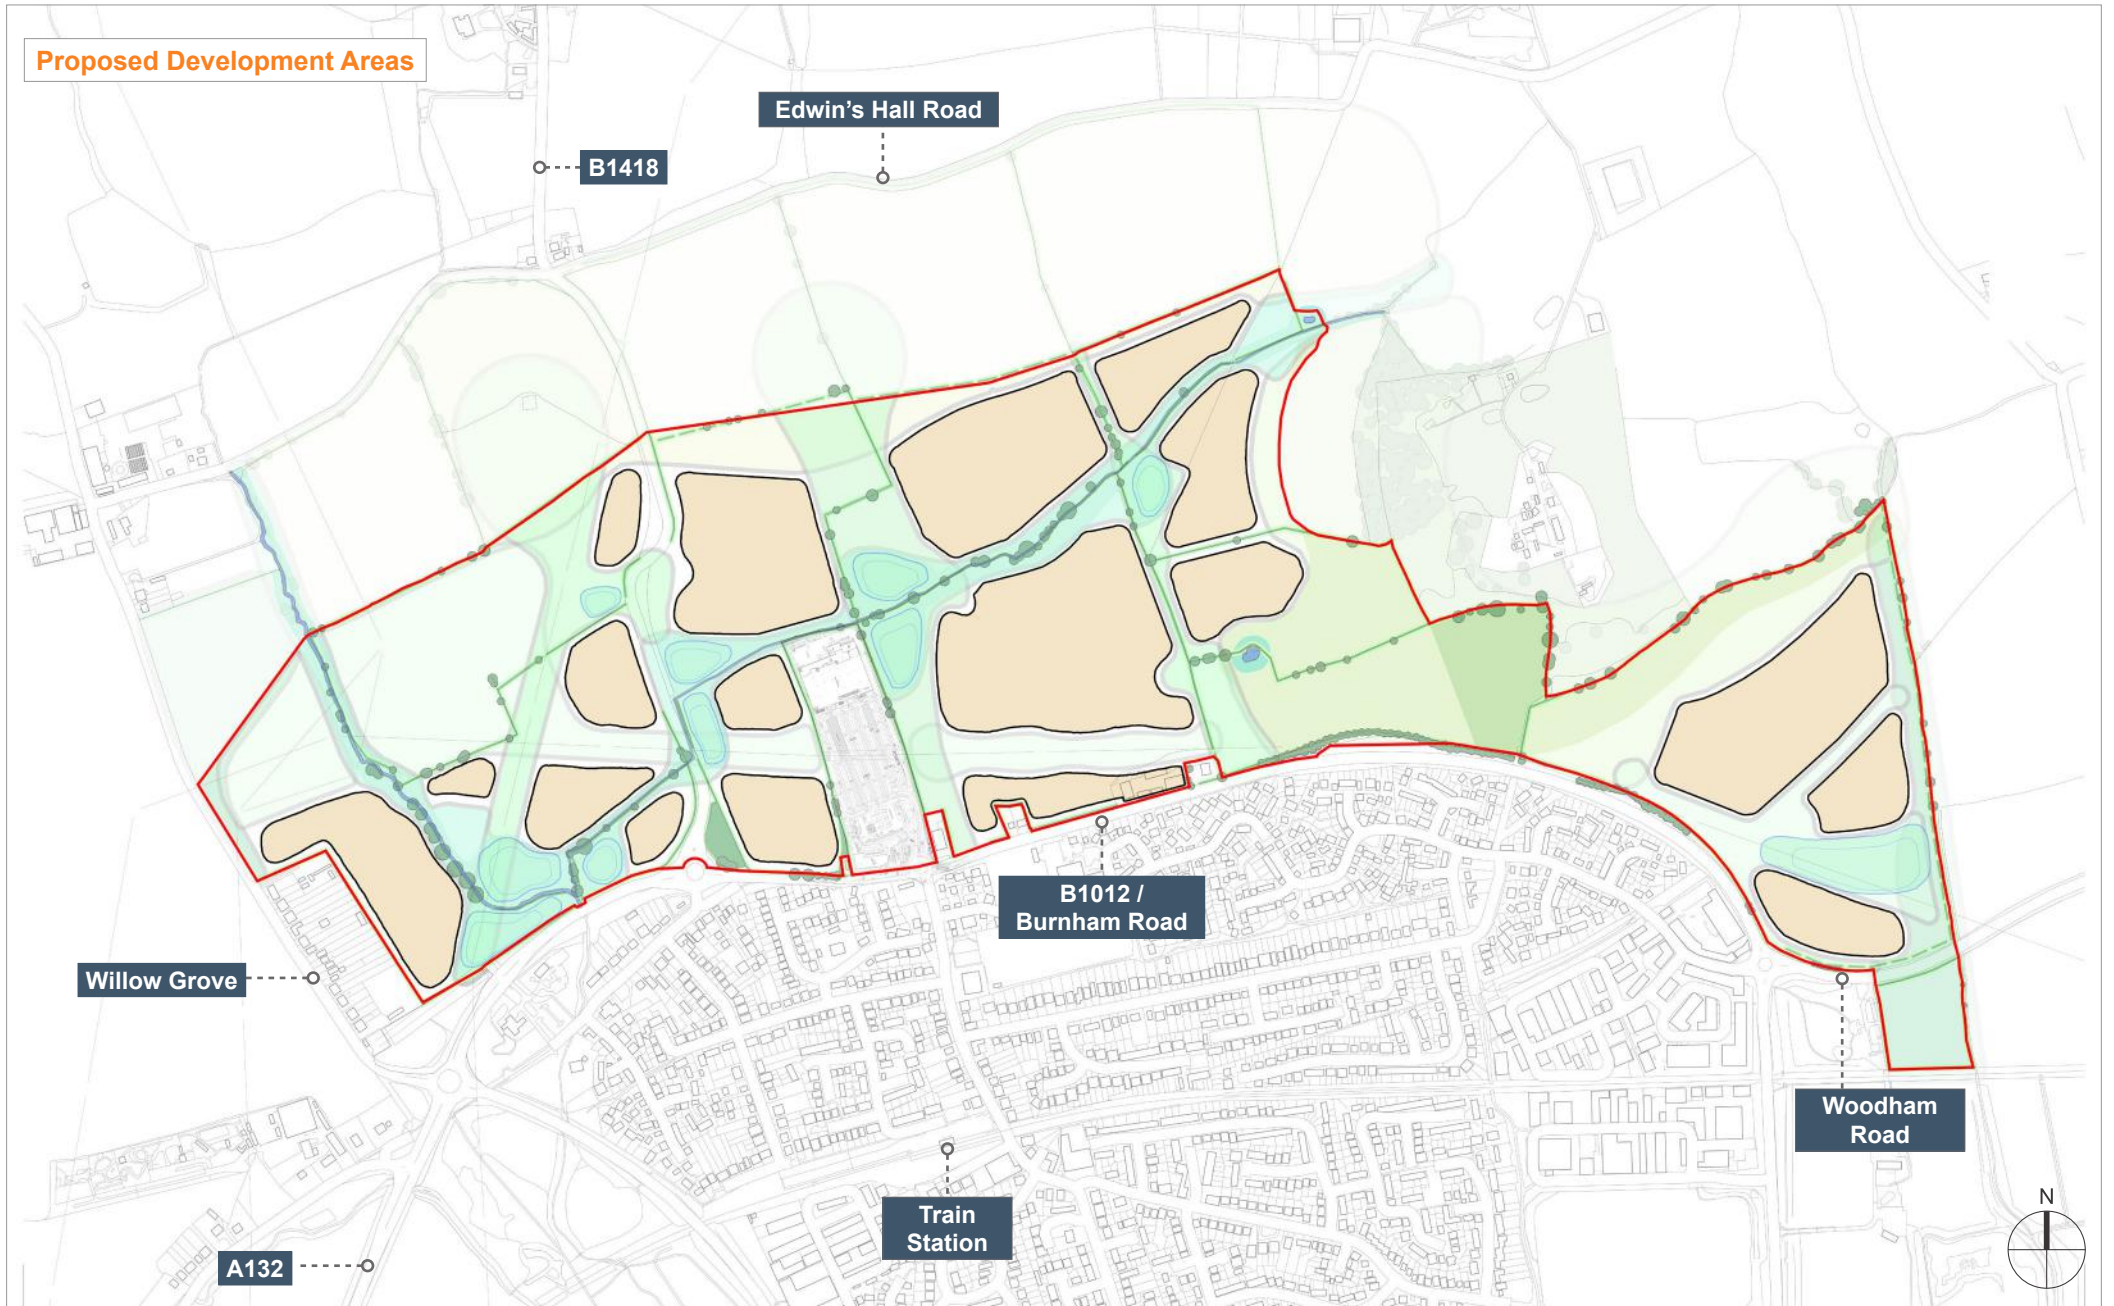 Proposed Development Areas
Edwin's Hall Road
B1418
B1012 /
Burnham Road
Willow Grove
Woodham
Road
Train
Station
A132
N